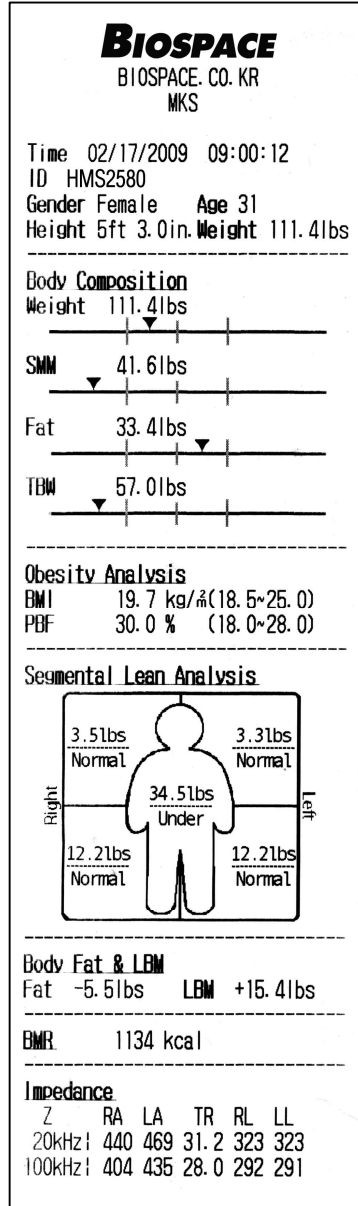 BIOSPACE
BIOSPACE.CO.KR
MKS
Time 02/17/2009 09:00:12
ID HMS2580
Gender Female Age 31
Height 5ft 3.0in. Weight 111.4lbs
Body Composition
Weight 111.4lbs
SMM 41.6lbs
Fat 33.4lbs
TBW 57.0lbs
Obesity Analysis
BMI 19.7 kg/㎡(18.5~25.0)
PBF 30.0 % (18.0~28.0)
Segmental Lean Analysis
3.5lbs 3.3lbs
Normal Normal
Right 34.5lbs Left
Under
12.2lbs 12.2lbs
Normal Normal
Body Fat & LBM
Fat -5.5lbs LBM +15.4lbs
BMR 1134 kcal
Impedance
Z RA LA TR RL LL
20kHz¦ 440 469 31.2 323 323
100kHz¦ 404 435 28.0 292 291